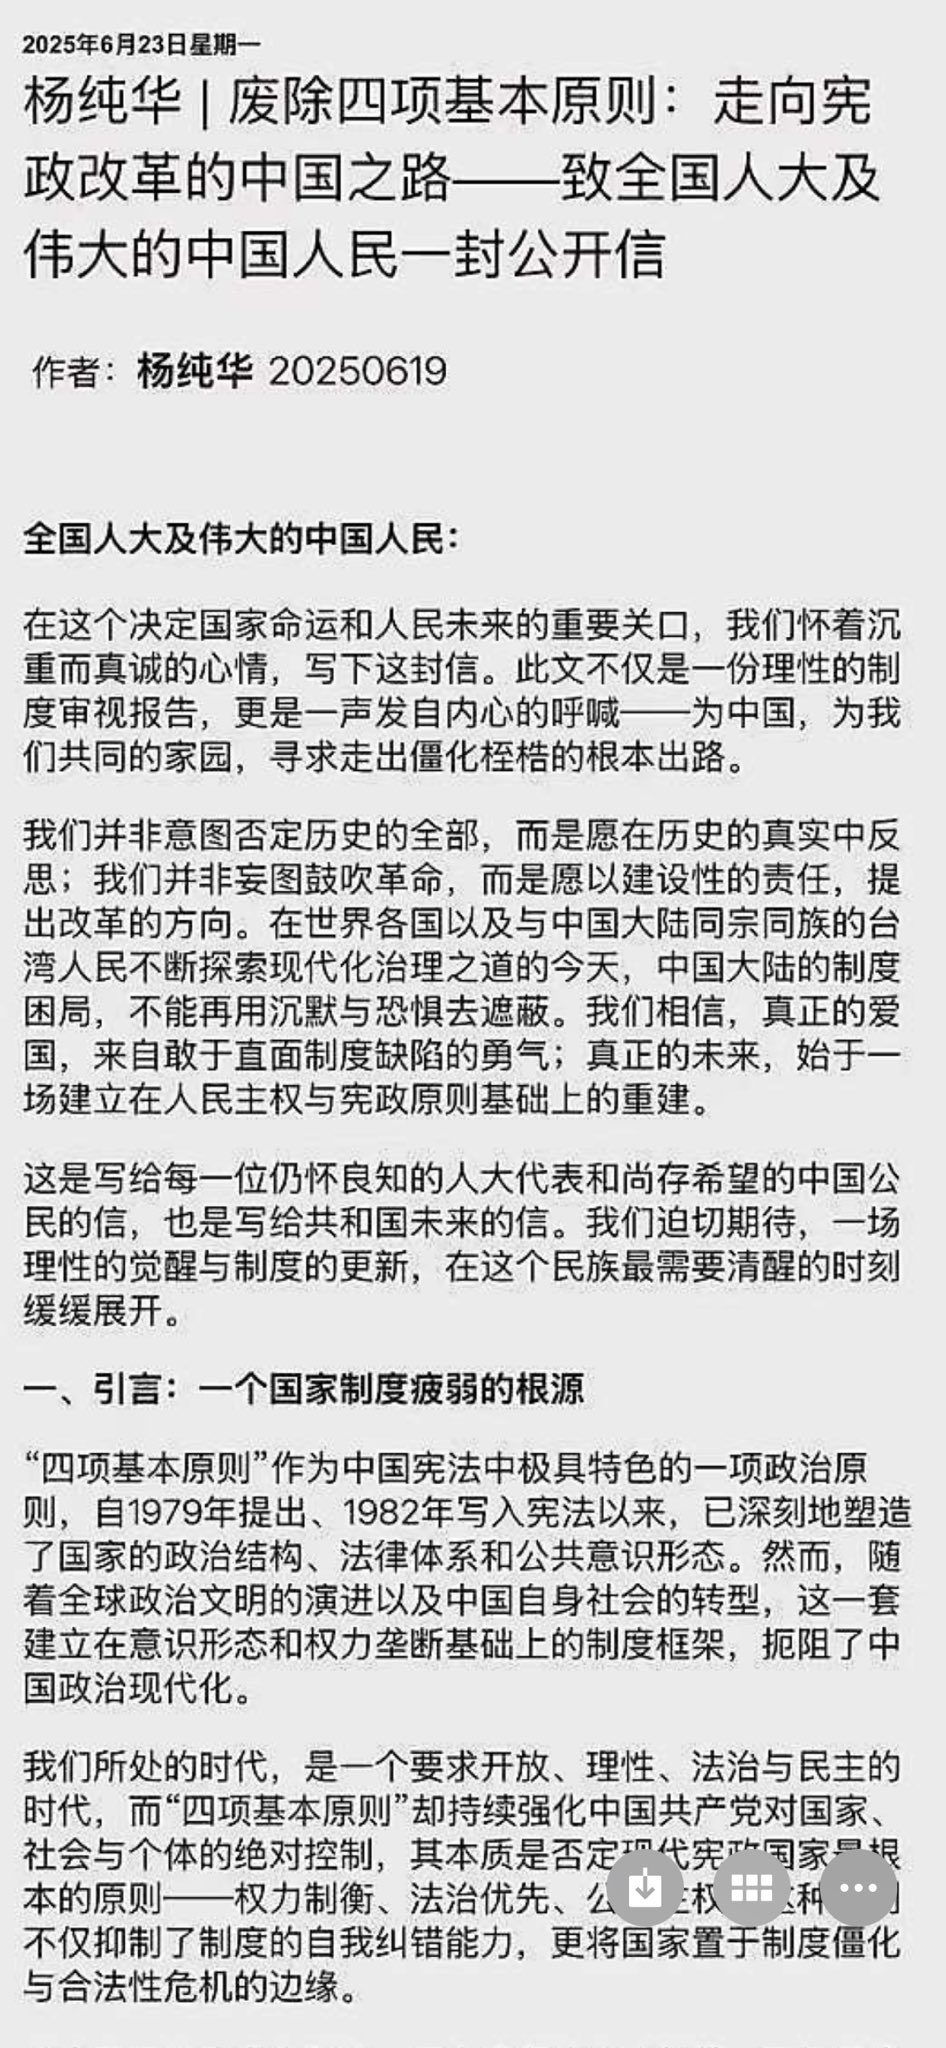 2025年6月23日星期一
杨纯华 | 废除四项基本原则：走向宪
政改革的中国之路——致全国人大及
伟大的中国人民一封公开信
作者：杨纯华 20250619
全国人大及伟大的中国人民：
在这个决定国家命运和人民未来的重要关口，我们怀着沉
重而真诚的心情，写下这封信。此文不仅是一份理性的制
度审视报告，更是一声发自内心的呼喊——为中国，为我
们共同的家园，寻求走出僵化桎梏的根本出路。
我们并非意图否定历史的全部，而是愿在历史的真实中反
思；我们并非妄图鼓吹革命，而是愿以建设性的责任，提
出改革的方向。在世界各国以及与中国大陆同宗同族的台
湾人民不断探索现代化治理之道的今天，中国大陆的制度
困局，不能再用沉默与恐惧去遮蔽。我们相信，真正的爱
国，来自敢于直面制度缺陷的勇气；真正的未来，始于一
场建立在人民主权与宪政原则基础上的重建。
这是写给每一位仍怀良知的人大代表和尚存希望的中国公
民的信，也是写给共和国未来的信。我们迫切期待，一场
理性的觉醒与制度的更新，在这个民族最需要清醒的时刻
缓缓展开。
一、引言：一个国家制度疲弱的根源
“四项基本原则”作为中国宪法中极具特色的一项政治原
则，自1979年提出、1982年写入宪法以来，已深刻地塑造
了国家的政治结构、法律体系和公共意识形态。然而，随
着全球政治文明的演进以及中国自身社会的转型，这一套
建立在意识形态和权力垄断基础上的制度框架，扼阻了中
国政治现代化。
我们所处的时代，是一个要求开放、理性、法治与民主的
时代，而“四项基本原则”却持续强化中国共产党对国家、
社会与个体的绝对控制，其本质是否定现代宪政国家最根
本的原则——权力制衡、法治优先、公主权这种
不仅抑制了制度的自我纠错能力，更将国家置于制度僵化
与合法性危机的边缘。